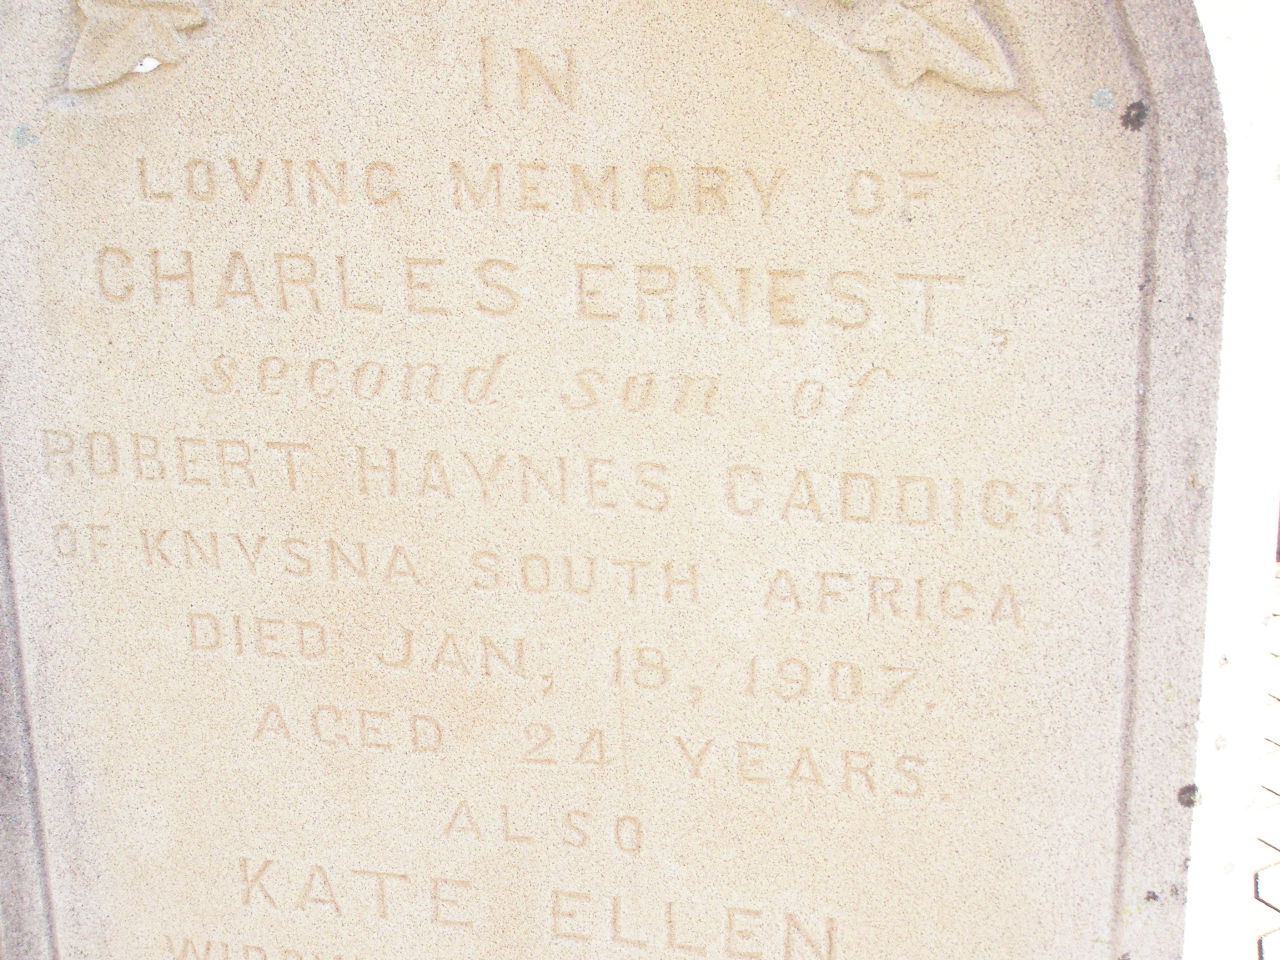 IN
LOVING MEMORY OF
CHARLES ERNEST,
second son of
ROBERT HAYNES CADDICK
OF KNYSNA SOUTH AFRICA
DIED JAN, 18, 1907,
AGED 24 YEARS.
ALSO
KATE ELLEN